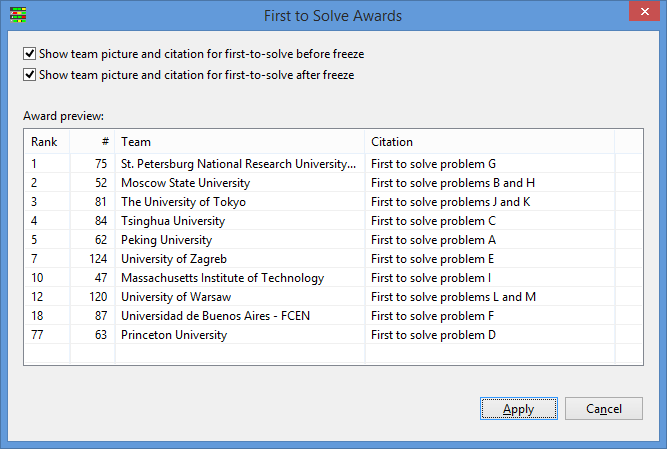 First to Solve Awards
Show team picture and citation for first-to-solve before freeze
Show team picture and citation for first-to-solve after freeze
Award preview:
Rank # Team Citation
1 75 St. Petersburg National Research University... First to solve problem G
2 52 Moscow State University First to solve problems B and H
3 81 The University of Tokyo First to solve problems J and K
4 84 Tsinghua University First to solve problem C
5 62 Peking University First to solve problem A
7 124 University of Zagreb First to solve problem E
10 47 Massachusetts Institute of Technology First to solve problem I
12 120 University of Warsaw First to solve problems L and M
18 87 Universidad de Buenos Aires - FCEN First to solve problem F
77 63 Princeton University First to solve problem D
Apply Cancel